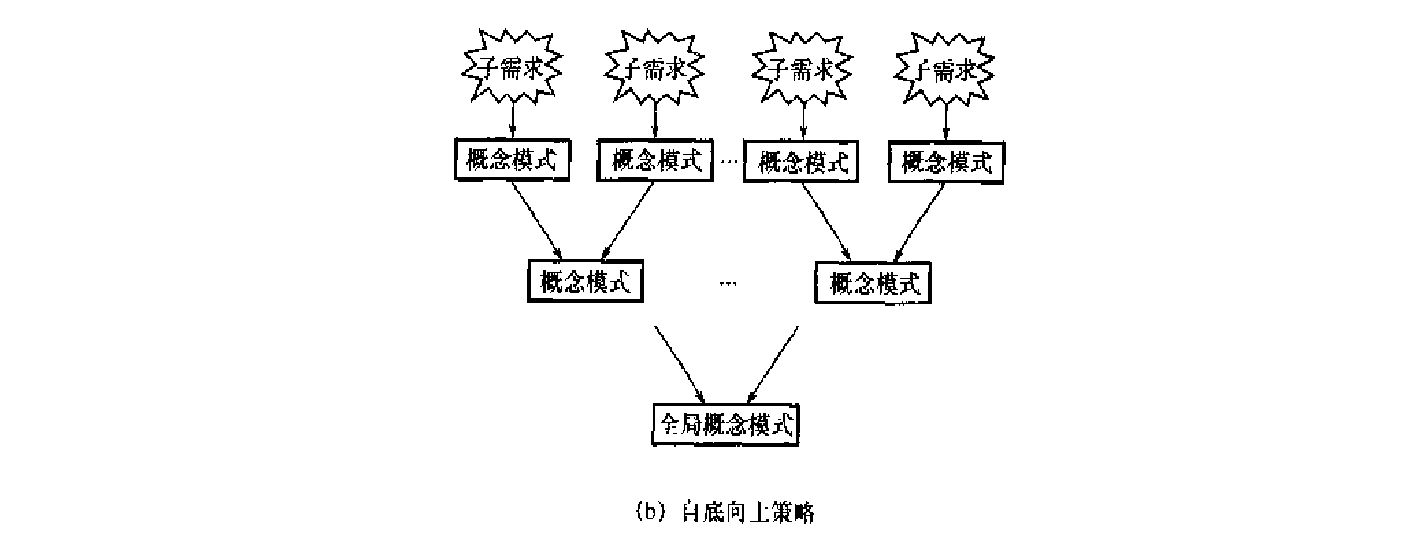 子需求 子需求 子需求 子需求
概念模式 概念模式 … 概念模式 概念模式
概念模式 … 概念模式
全局概念模式
(b) 自底向上策略